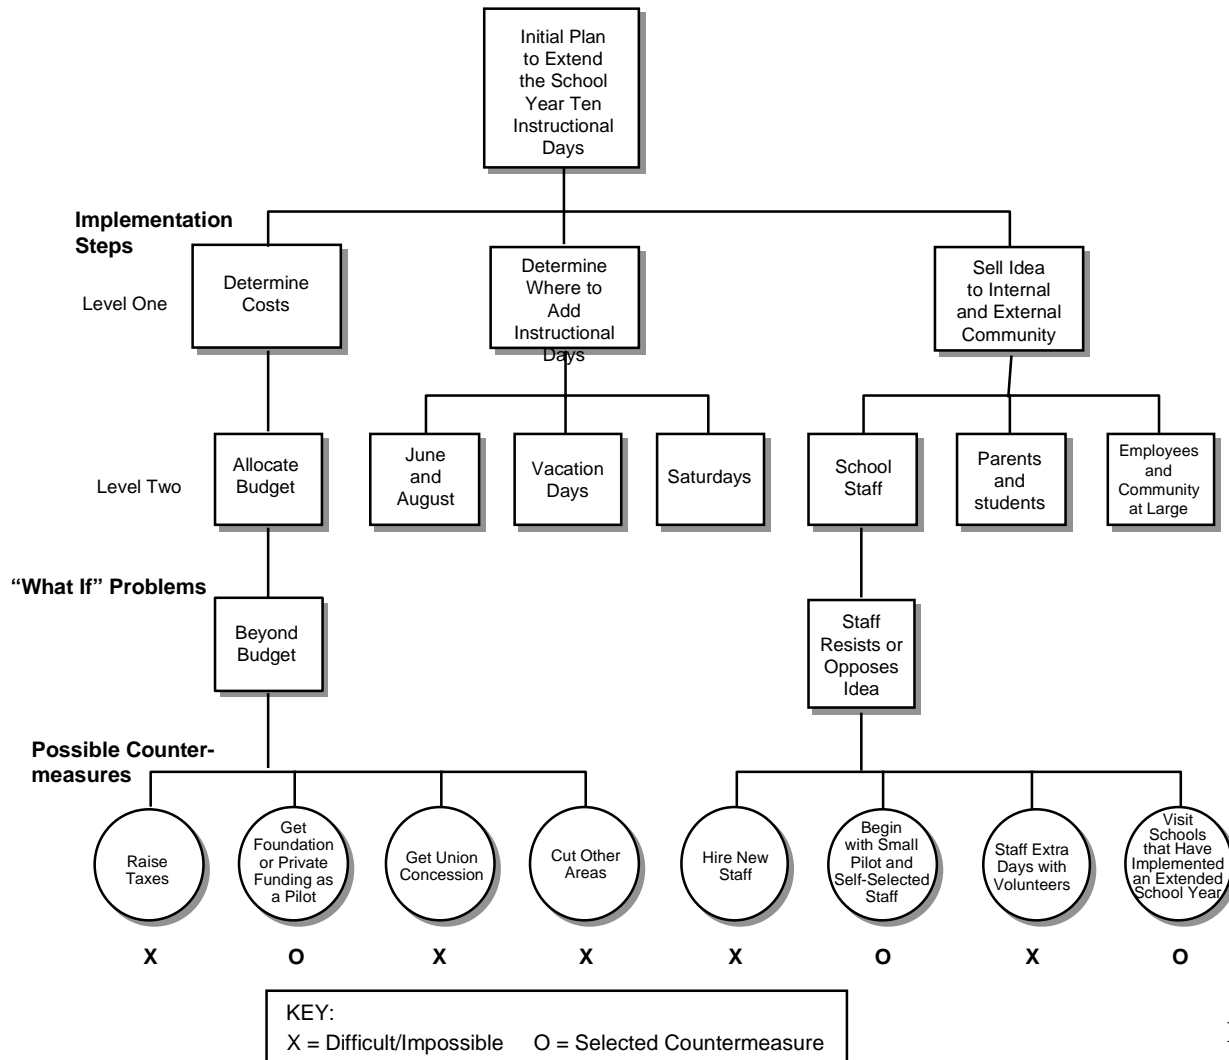 Initial Plan
to Extend
the School
Year Ten
Instructional
Days
Implementation
Steps
Level One
Determine
Costs
Determine
Where to
Add
Instructional
Days
Sell Idea
to Internal
and External
Community
Level Two
Allocate
Budget
June
and
August
Vacation
Days
Saturdays
School
Staff
Parents
and
students
Employees
and
Community
at Large
“What If” Problems
Beyond
Budget
Staff
Resists or
Opposes
Idea
Possible Counter-
measures
Raise
Taxes
Get
Foundation
or Private
Funding as
a Pilot
Get Union
Concession
Cut Other
Areas
Hire New
Staff
Begin
with Small
Pilot and
Self-Selected
Staff
Staff Extra
Days with
Volunteers
Visit
Schools
that Have
Implemented
an Extended
School Year
X O X X X O X O
KEY:
X = Difficult/Impossible O = Selected Countermeasure